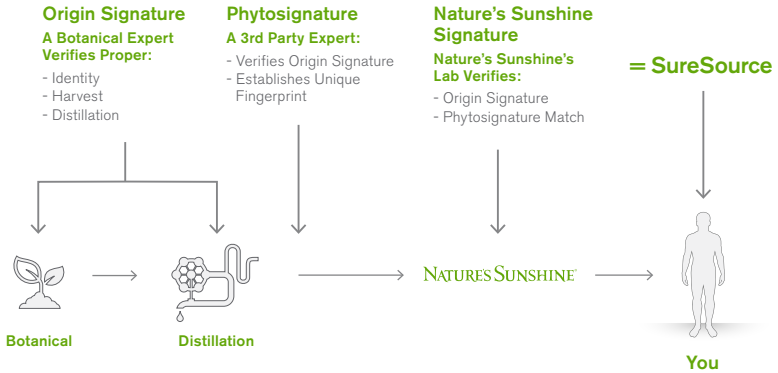 Origin Signature
A Botanical Expert
Verifies Proper:
- Identity
- Harvest
- Distillation
Phytosignature
A 3rd Party Expert:
- Verifies Origin Signature
- Establishes Unique
Fingerprint
Nature's Sunshine
Signature
Nature's Sunshine's
Lab Verifies:
- Origin Signature
- Phytosignature Match
= SureSource
Botanical
Distillation
NATURE'S SUNSHINE
You